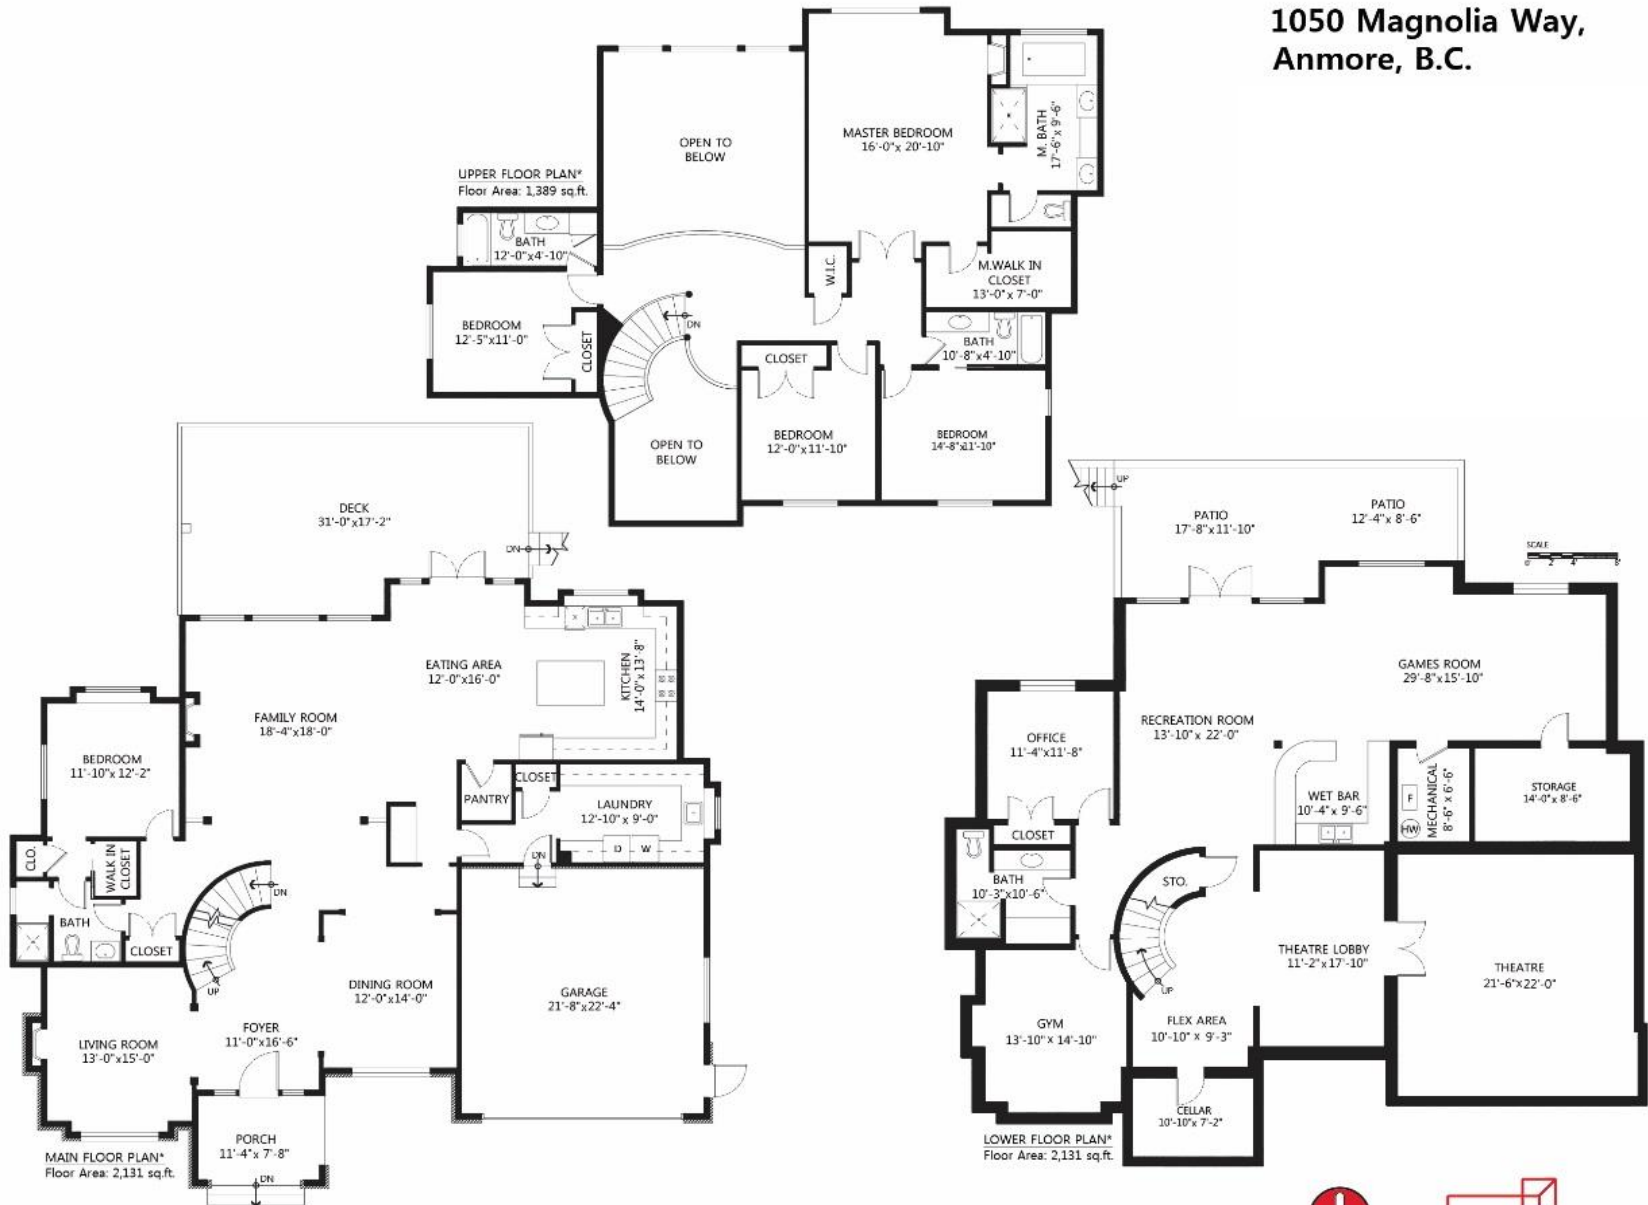 1050 Magnolia Way,
Anmore, B.C.
UPPER FLOOR PLAN*
Floor Area: 1,389 sq.ft.
OPEN TO
BELOW
MASTER BEDROOM
16'-0"x 20'-10"
M. BATH
17'-6"x 9'-6"
BATH
12'-0"x4'-10"
W.I.C.
M.WALK IN
CLOSET
13'-0"x 7'-0"
BEDROOM
12'-5"x11'-0"
CLOSET
DN
BATH
10'-8"x4'-10"
CLOSET
OPEN TO
BELOW
BEDROOM
12'-0"x11'-10"
BEDROOM
14'-8"x11'-10"
DECK
31'-0"x17'-2"
DN
EATING AREA
12'-0"x16'-0"
KITCHEN
14'-0"x 13'-8"
FAMILY ROOM
18'-4"x18'-0"
BEDROOM
11'-10"x 12'-2"
PANTRY
CLOSET
LAUNDRY
12'-10" x 9'-0"
D
W
DN
CLO.
WALK IN
CLOSET
DN
BATH
CLOSET
UP
DINING ROOM
12'-0"x14'-0"
GARAGE
21'-8"x22'-4"
FOYER
11'-0"x16'-6"
LIVING ROOM
13'-0"x15'-0"
PORCH
11'-4"x 7'-8"
DN
MAIN FLOOR PLAN*
Floor Area: 2,131 sq.ft.
UP
PATIO
17'-8"x11'-10"
PATIO
12'-4"x 8'-6"
SCALE
0' 2' 4' 8'
GAMES ROOM
29'-8"x15'-10"
RECREATION ROOM
13'-10"x 22'-0"
OFFICE
11'-4"x11'-8"
WET BAR
10'-4"x 9'-6"
F
HW
MECHANICAL
8'-6"x 6'-6"
STORAGE
14'-0"x 8'-6"
CLOSET
BATH
10'-3"x10'-6"
STO.
THEATRE LOBBY
11'-2"x17'-10"
THEATRE
21'-6"x22'-0"
UP
GYM
13'-10"x 14'-10"
FLEX AREA
10'-10" x 9'-3"
CELLAR
10'-10"x 7'-2"
LOWER FLOOR PLAN*
Floor Area: 2,131 sq.ft.